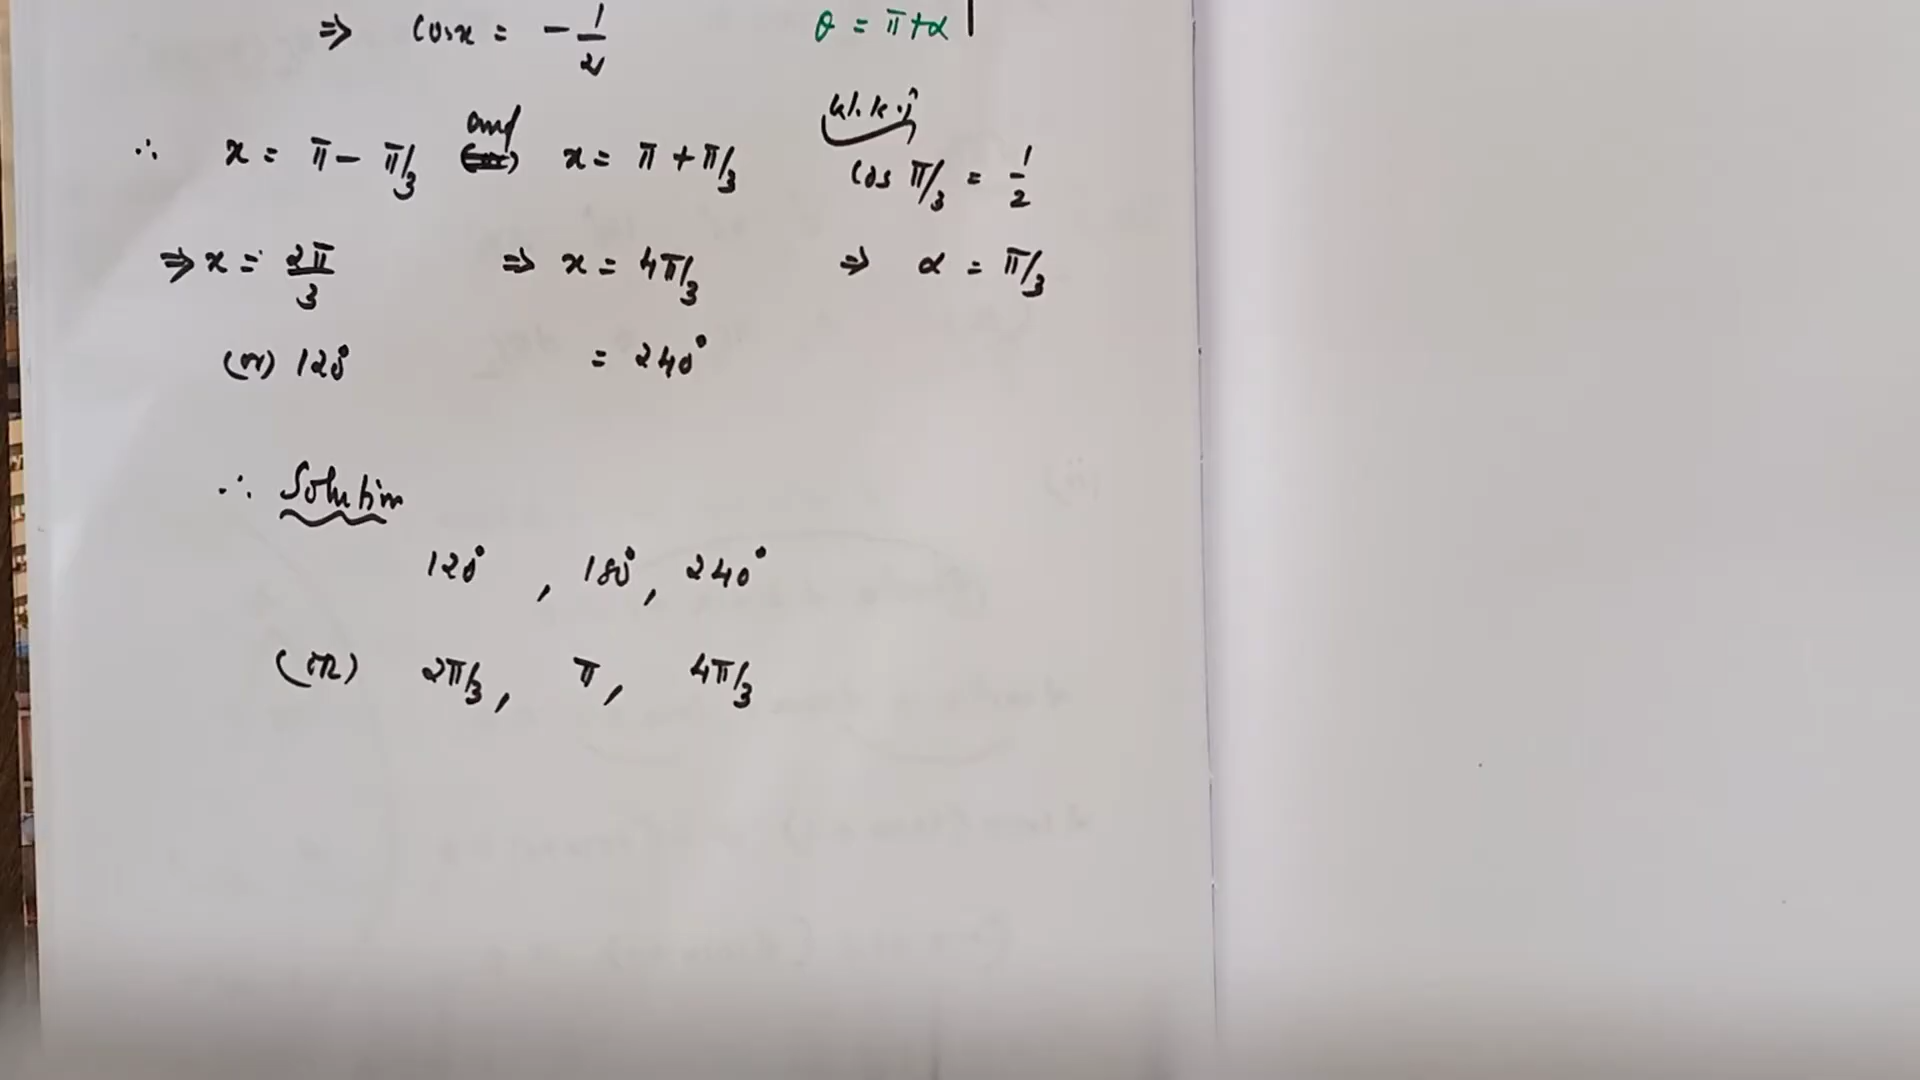 ⇒ cos x = -1/2 θ = π+α
and
∴ x = π - π/3 x = π + π/3 cos π/3 = 1/2
⇒ x = 2π/3 ⇒ x = 4π/3 ⇒ α = π/3
(or) 120° = 240°
∴ Solution
120°, 180°, 240°
(or) 2π/3, π, 4π/3